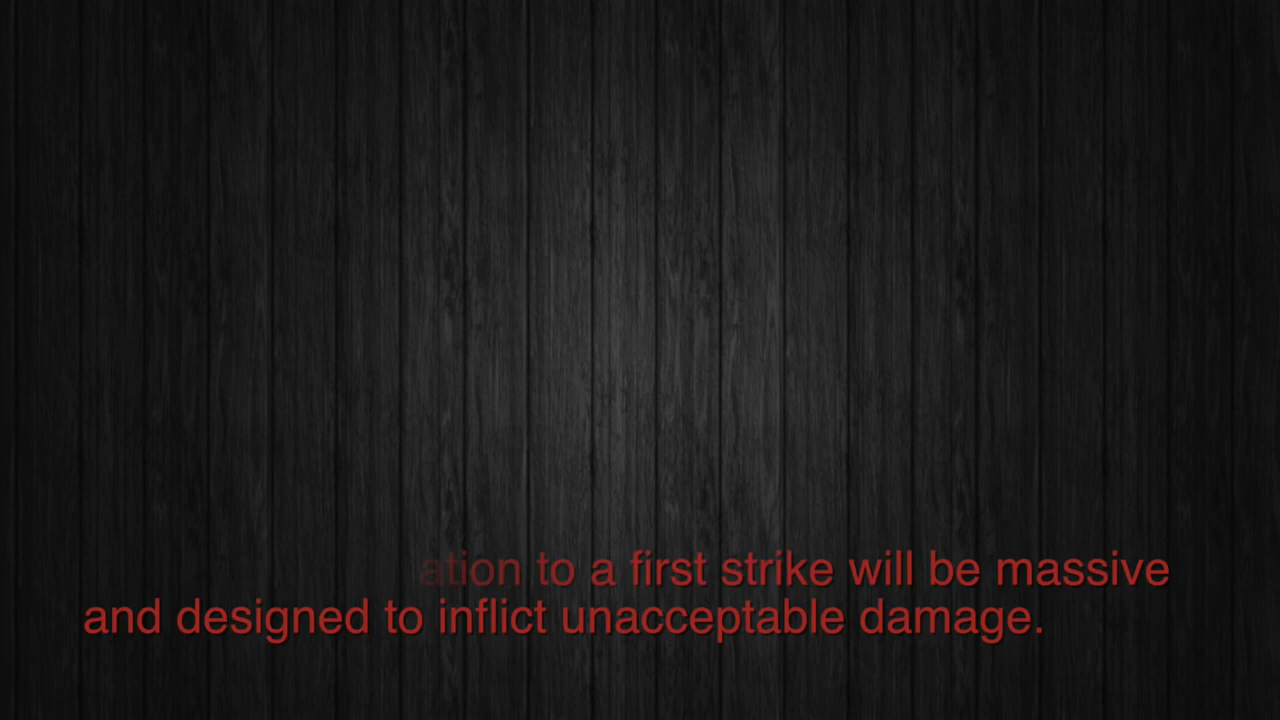 ation to a first strike will be massive
and designed to inflict unacceptable damage.